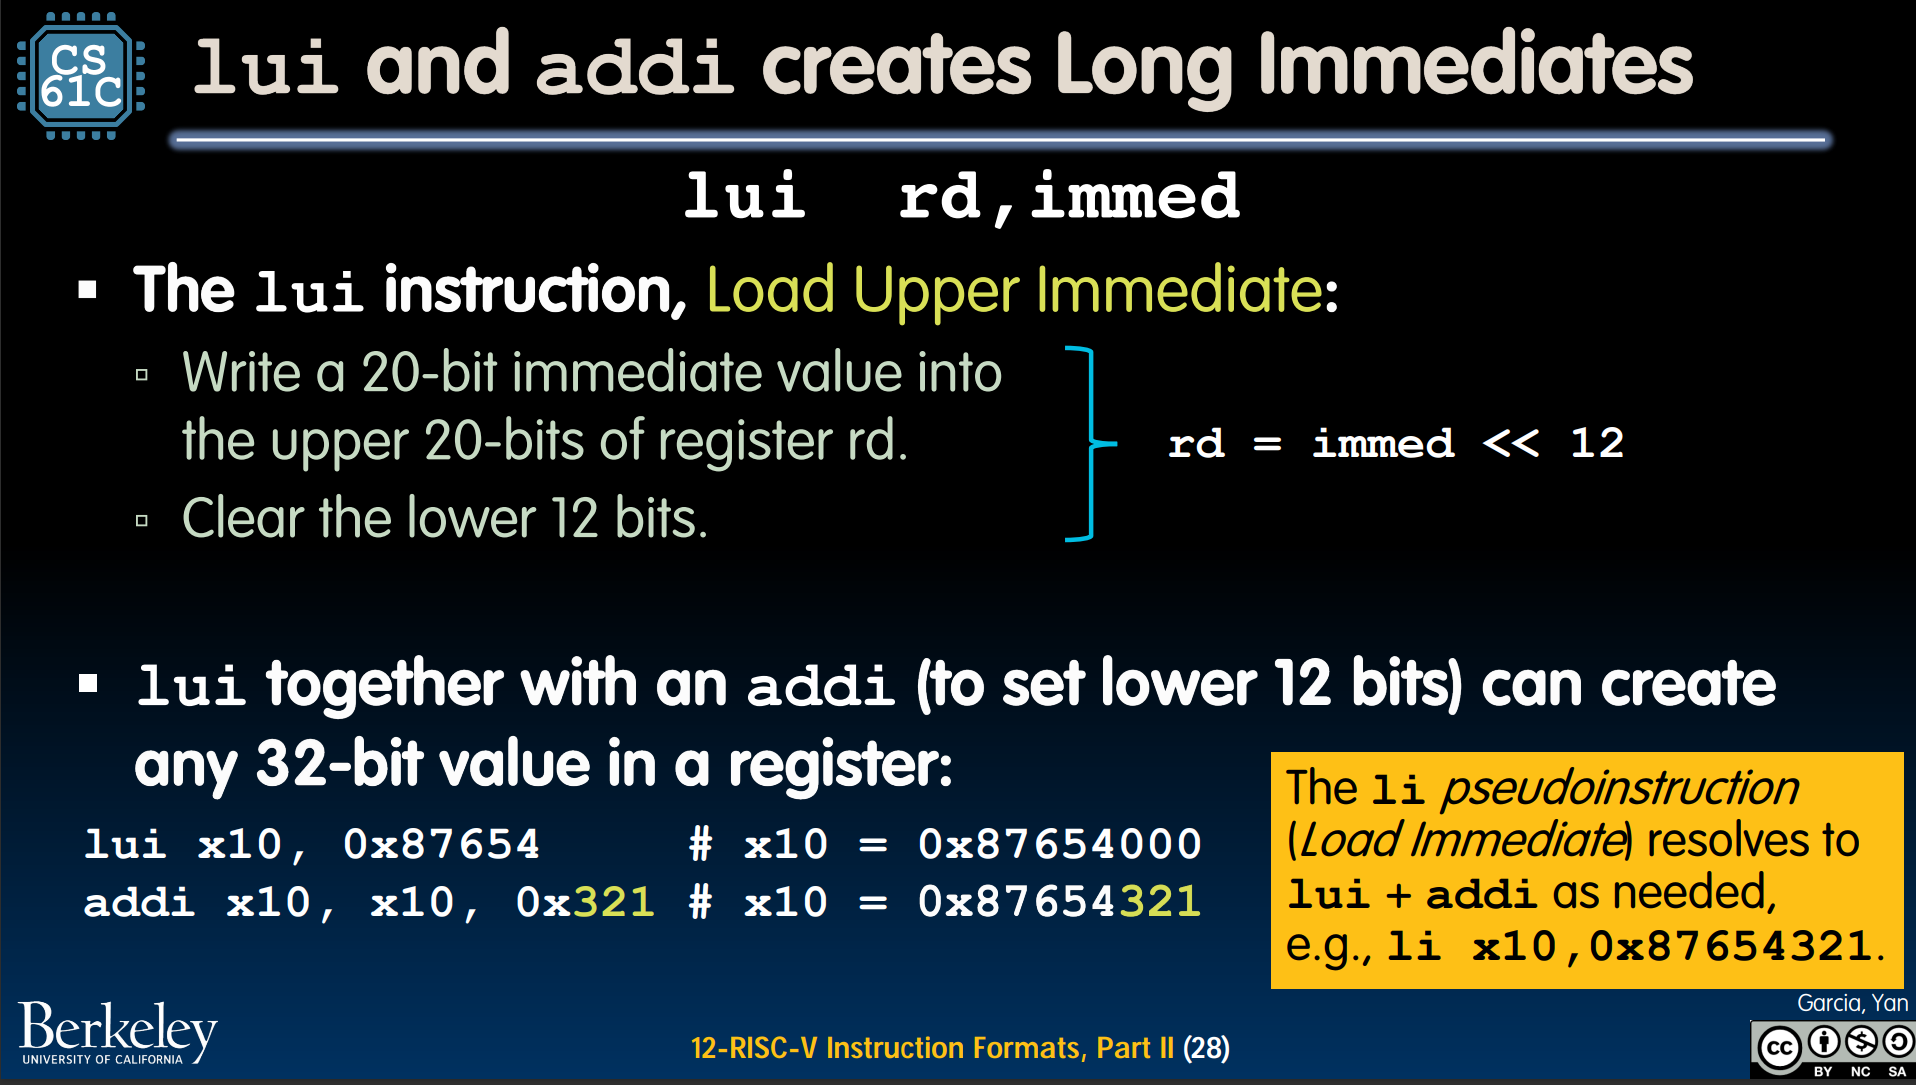 CS
61C
lui and addi creates Long Immediates
lui rd,immed
▪ The lui instruction, Load Upper Immediate:
▫ Write a 20-bit immediate value into
the upper 20-bits of register rd.
▫ Clear the lower 12 bits.
rd = immed << 12
▪ lui together with an addi (to set lower 12 bits) can create
any 32-bit value in a register:
lui x10, 0x87654 # x10 = 0x87654000
addi x10, x10, 0x321 # x10 = 0x87654321
The li pseudoinstruction
(Load Immediate) resolves to
lui + addi as needed,
e.g., li x10,0x87654321.
Berkeley
UNIVERSITY OF CALIFORNIA
12-RISC-V Instruction Formats, Part II (28)
Garcia, Yan
cc
BY NC SA